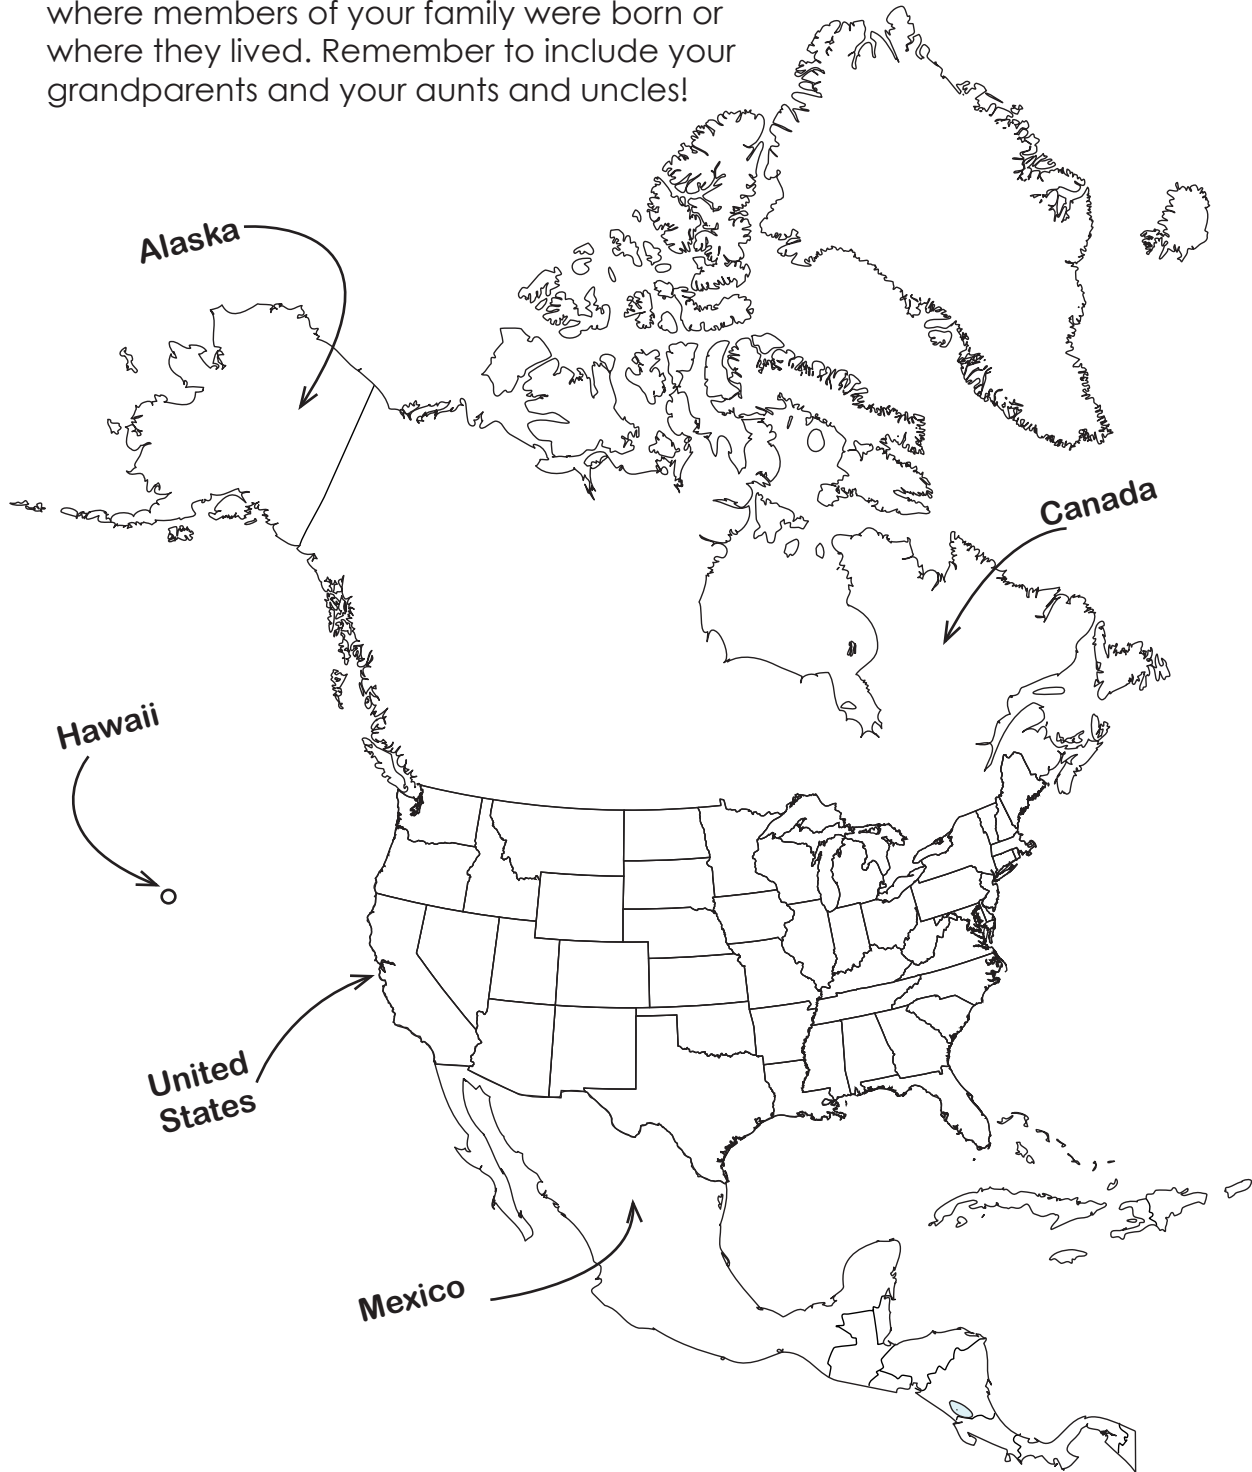 where members of your family were born or
where they lived. Remember to include your
grandparents and your aunts and uncles!
Alaska
Canada
Hawaii
United
States
Mexico